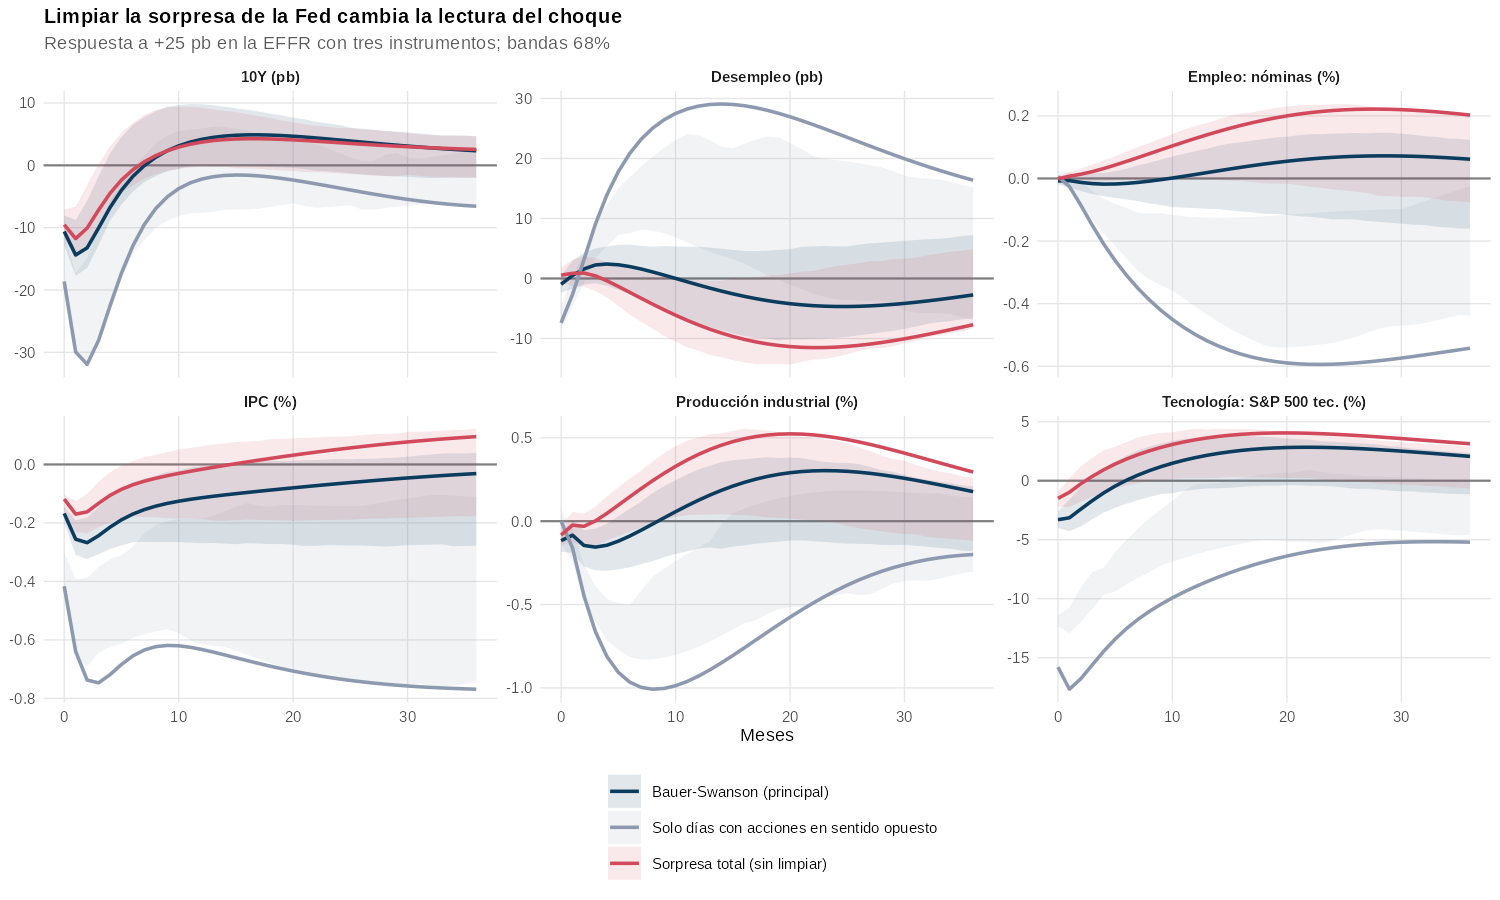 Limpiar la sorpresa de la Fed cambia la lectura del choque
Respuesta a +25 pb en la EFFR con tres instrumentos; bandas 68%
10Y (pb)
10
0
-10
-20
-30
Desempleo (pb)
30
20
10
0
-10
Empleo: nóminas (%)
0.2
0.0
-0.2
-0.4
-0.6
IPC (%)
0.0
-0.2
-0.4
-0.6
-0.8
0 10 20 30
Producción industrial (%)
0.5
0.0
-0.5
-1.0
0 10 20 30
Tecnología: S&P 500 tec. (%)
5
0
-5
-10
-15
0 10 20 30
Meses
Bauer-Swanson (principal)
Solo días con acciones en sentido opuesto
Sorpresa total (sin limpiar)